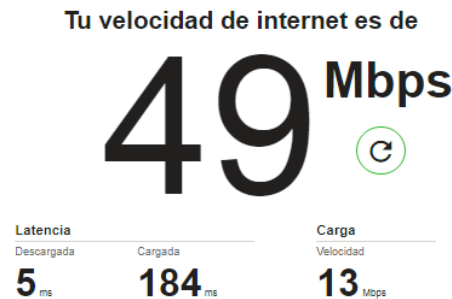 Tu velocidad de internet es de
49 Mbps
Latencia Carga
Descargada Cargada Velocidad
5 ms 184 ms 13 Mbps